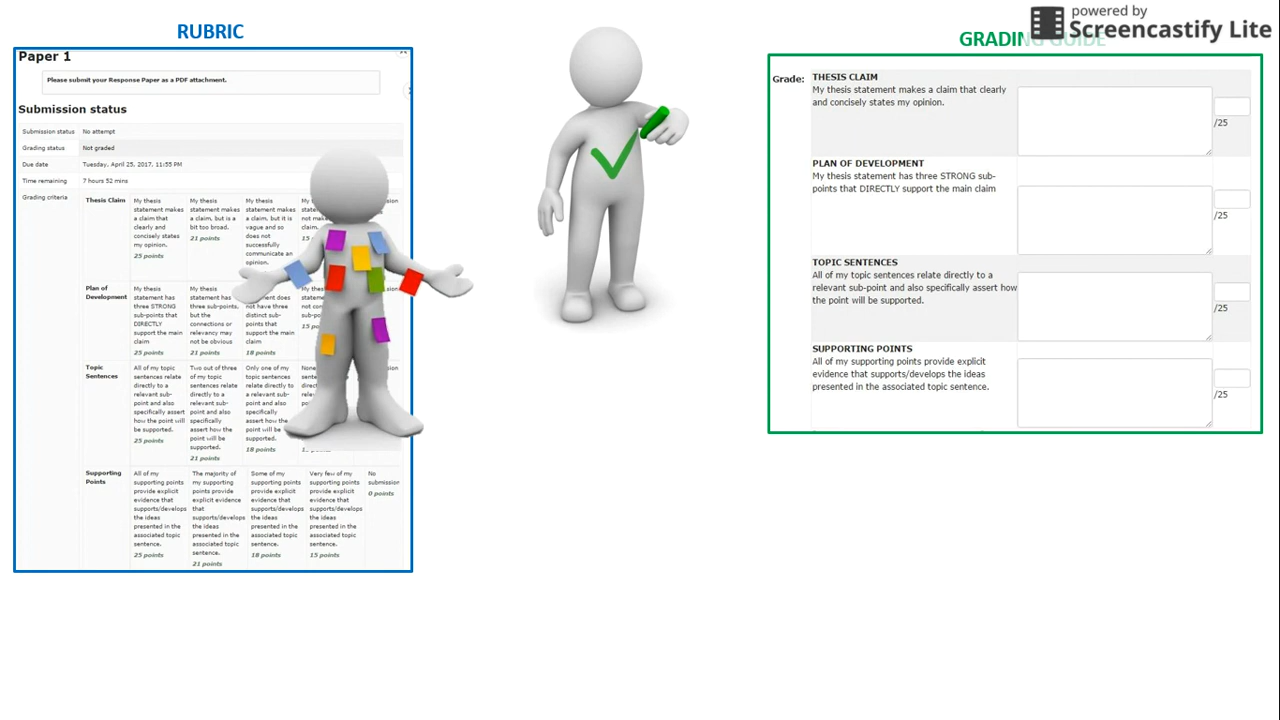 RUBRIC
Paper 1
Please submit your Response Paper as a PDF attachment.
Submission status
Submission status No attempt
Grading status Not graded
Due date Tuesday, April 25, 2017, 11:55 PM
Time remaining 7 hours 52 mins
Grading criteria
Thesis Claim
My thesis
statement makes
a claim that
clearly and
concisely states
my opinion.
25 points
My thesis
statement makes
a claim, but is a
bit too broad.
21 points
My thesis
statement makes
a claim, but it is
vague and so
does not
successfully
communicate an
opinion.
claim.
15
Plan of
Development
My thesis
statement has
three STRONG
sub-points that
DIRECTLY
support the main
claim
25 points
My thesis
statement has
three sub-points,
but the
connections or
relevancy may
not be obvious
21 points
does
not have three
distinct sub-
points that
support the main
claim
18 points
15
Topic
Sentences
All of my topic
sentences relate
directly to a
relevant sub-
point and also
specifically assert
how the point will
be supported.
25 points
Two out of three
of my topic
sentences relate
directly to a
relevant sub-
point and also
specifically
assert how the
point will be
supported.
21 points
Only one of my
topic sentences
relate directly to
a relevant sub-
point and also
specifically
assert how the
point will be
supported.
18 points
Supporting
Points
All of my
supporting points
provide explicit
evidence that
supports/develops
the ideas
presented in the
associated topic
sentence.
25 points
The majority of
my supporting
points provide
explicit evidence
that
supports/develops
the ideas
presented in the
associated topic
sentence.
21 points
Some of my
supporting points
provide explicit
evidence that
supports/develops
the ideas
presented in the
associated topic
sentence.
18 points
Very few of my
supporting points
provide explicit
evidence that
supports/develops
the ideas
presented in the
associated topic
sentence.
15 points
No
submission
0 points
powered by
Screencastify Lite
GRADING GUIDE
Grade:
THESIS CLAIM
My thesis statement makes a claim that clearly
and concisely states my opinion.
/25
PLAN OF DEVELOPMENT
My thesis statement has three STRONG sub-
points that DIRECTLY support the main claim
/25
TOPIC SENTENCES
All of my topic sentences relate directly to a
relevant sub-point and also specifically assert how
the point will be supported.
/25
SUPPORTING POINTS
All of my supporting points provide explicit
evidence that supports/develops the ideas
presented in the associated topic sentence.
/25